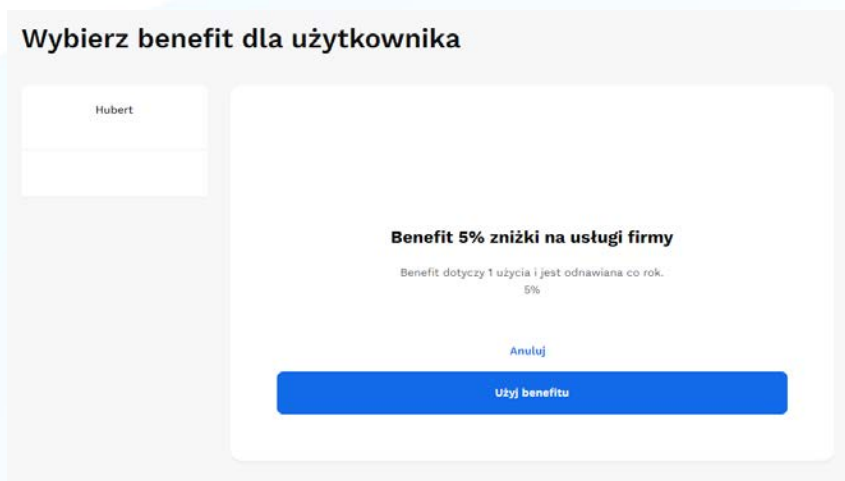 Wybierz benefit dla użytkownika
Hubert
Benefit 5% zniżki na usługi firmy
Benefit dotyczy 1 użycia i jest odnawiana co rok.
5%
Anuluj
Użyj benefitu